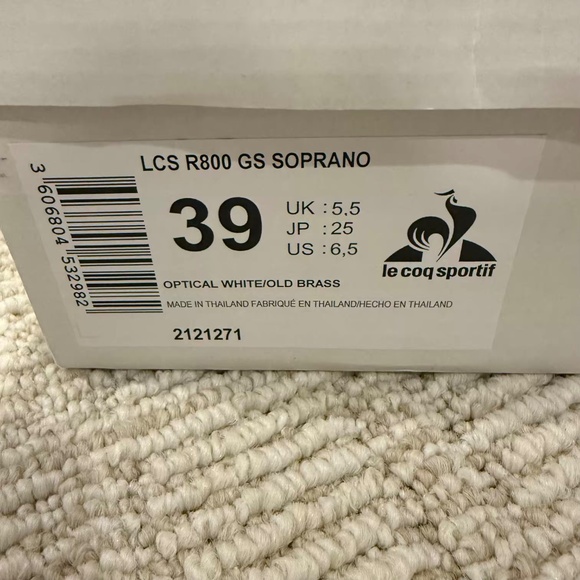 LCS R800 GS SOPRANO
39
UK : 5,5
JP : 25
US : 6,5
le coq sportif
OPTICAL WHITE/OLD BRASS
MADE IN THAILAND FABRIQUÉ EN THAILAND/HECHO EN THAILAND
2121271
3 606804 532982